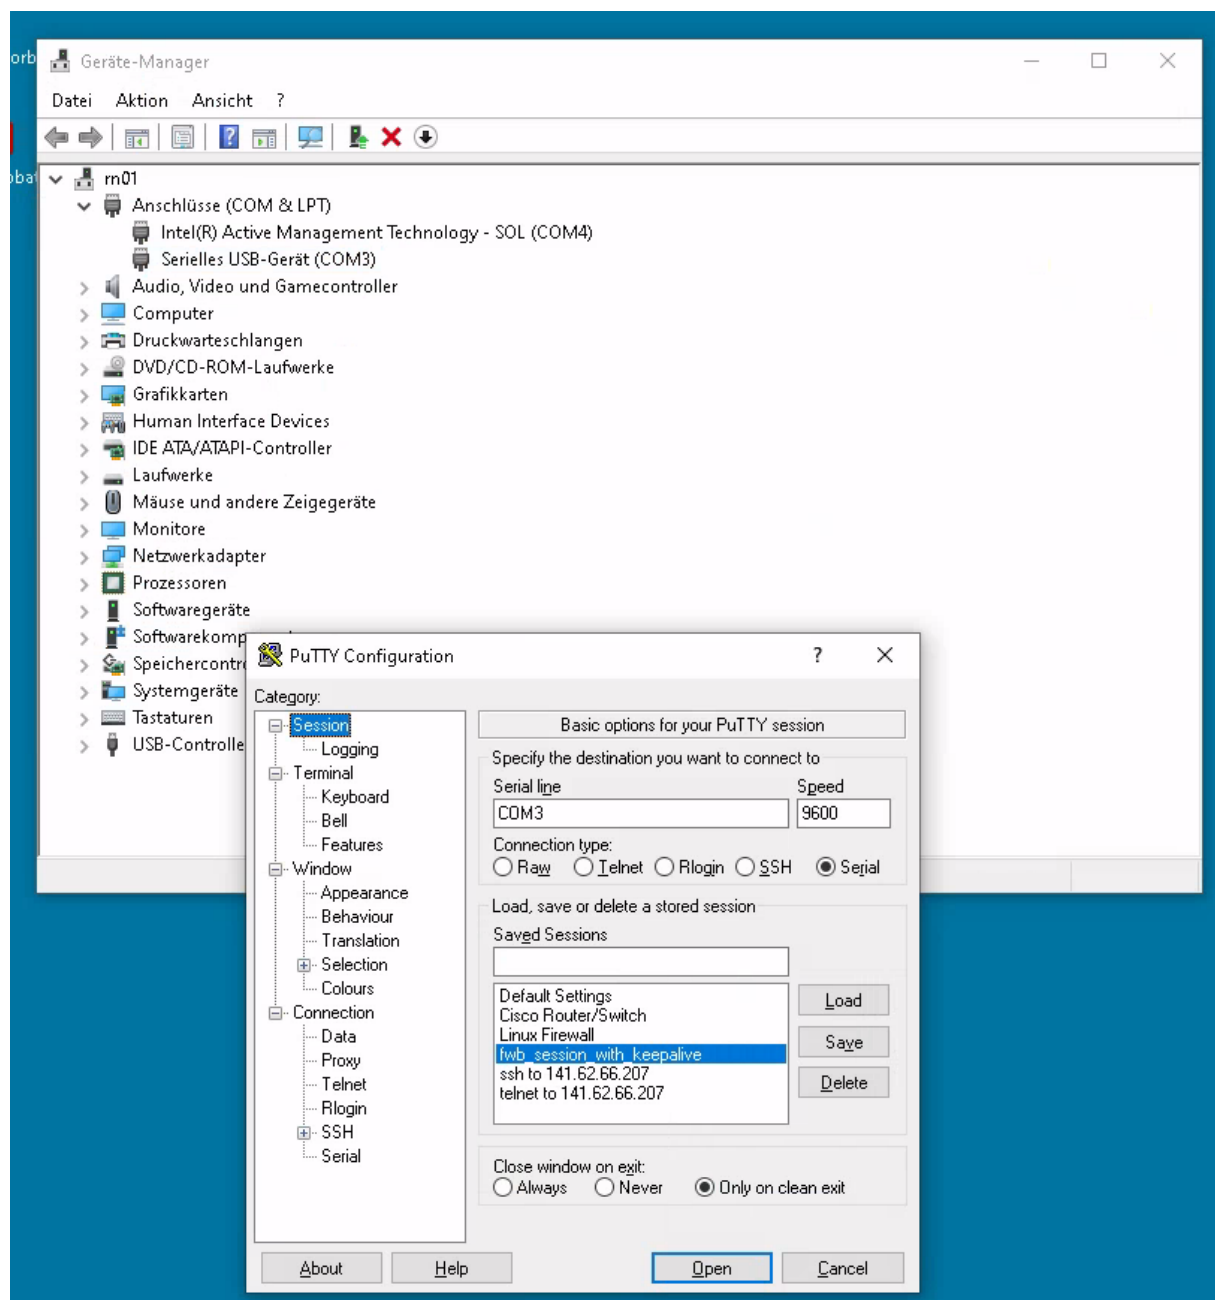 orb
Geräte-Manager
Datei Aktion Ansicht ?
obat
rn01
Anschlüsse (COM & LPT)
Intel(R) Active Management Technology - SOL (COM4)
Serielles USB-Gerät (COM3)
Audio, Video und Gamecontroller
Computer
Druckwarteschlangen
DVD/CD-ROM-Laufwerke
Grafikkarten
Human Interface Devices
IDE ATA/ATAPI-Controller
Laufwerke
Mäuse und andere Zeigegeräte
Monitore
Netzwerkadapter
Prozessoren
Softwaregeräte
Softwarekomp
Speichercontr
Systemgeräte
Tastaturen
USB-Controlle
PuTTY Configuration ?
Category:
Session
Logging
Terminal
Keyboard
Bell
Features
Window
Appearance
Behaviour
Translation
Selection
Colours
Connection
Data
Proxy
Telnet
Rlogin
SSH
Serial
Basic options for your PuTTY session
Specify the destination you want to connect to
Serial line Speed
COM3 9600
Connection type:
Raw Telnet Rlogin SSH Serial
Load, save or delete a stored session
Saved Sessions
Default Settings
Cisco Router/Switch
Linux Firewall
fwb_session_with_keepalive
ssh to 141.62.66.207
telnet to 141.62.66.207
Load
Save
Delete
Close window on exit:
Always Never Only on clean exit
About Help Open Cancel